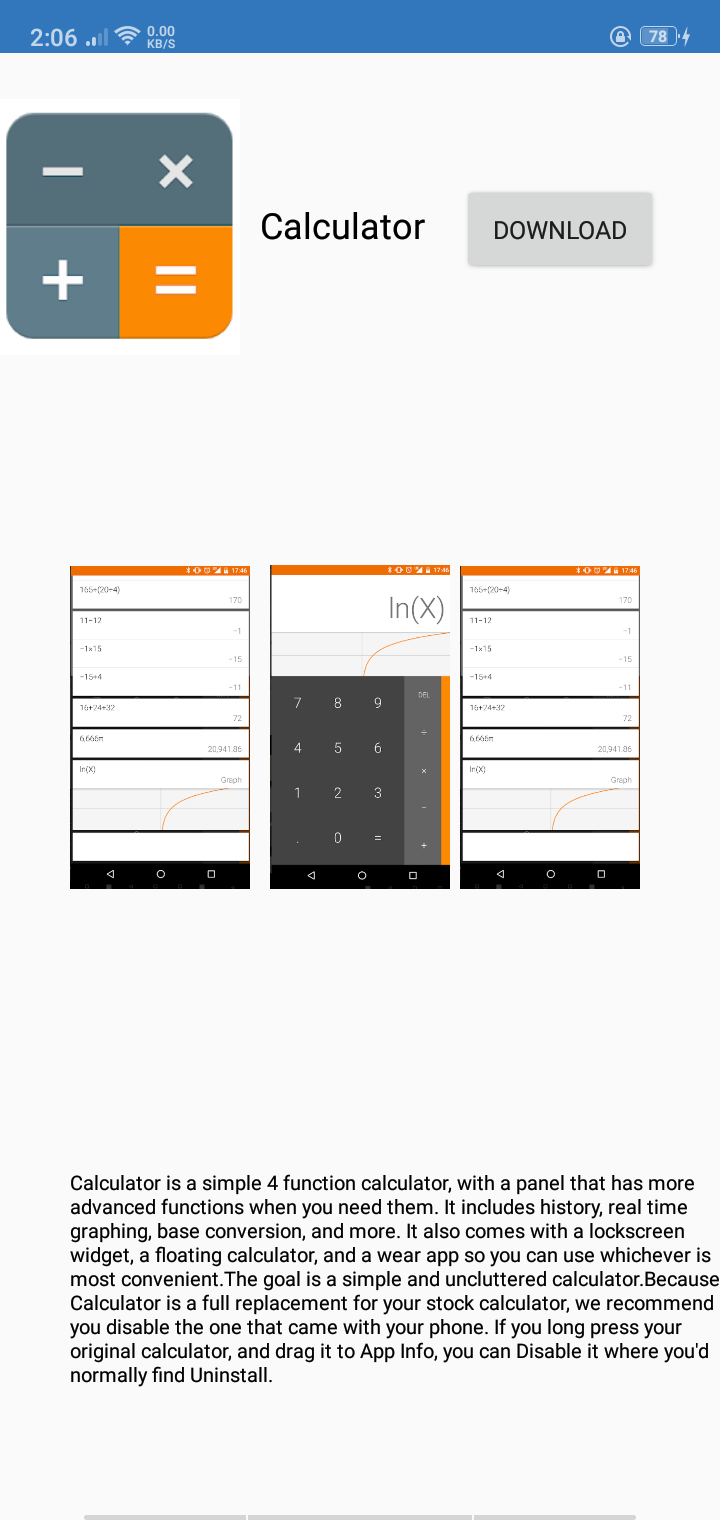 2:06 0.00 KB/S 78
Calculator
DOWNLOAD
17:46
165+(20÷4)
170
11−12
−1
−1×15
−15
−15+4
−11
16+24+32
72
6,666π
20,941.86
ln(X)
Graph
17:46
ln(X)
7 8 9 DEL
÷
4 5 6
×
1 2 3
−
. 0 =
+
17:46
165+(20÷4)
170
11−12
−1
−1×15
−15
−15+4
−11
16+24+32
72
6,666π
20,941.86
ln(X)
Graph
Calculator is a simple 4 function calculator, with a panel that has more
advanced functions when you need them. It includes history, real time
graphing, base conversion, and more. It also comes with a lockscreen
widget, a floating calculator, and a wear app so you can use whichever is
most convenient.The goal is a simple and uncluttered calculator.Because
Calculator is a full replacement for your stock calculator, we recommend
you disable the one that came with your phone. If you long press your
original calculator, and drag it to App Info, you can Disable it where you'd
normally find Uninstall.